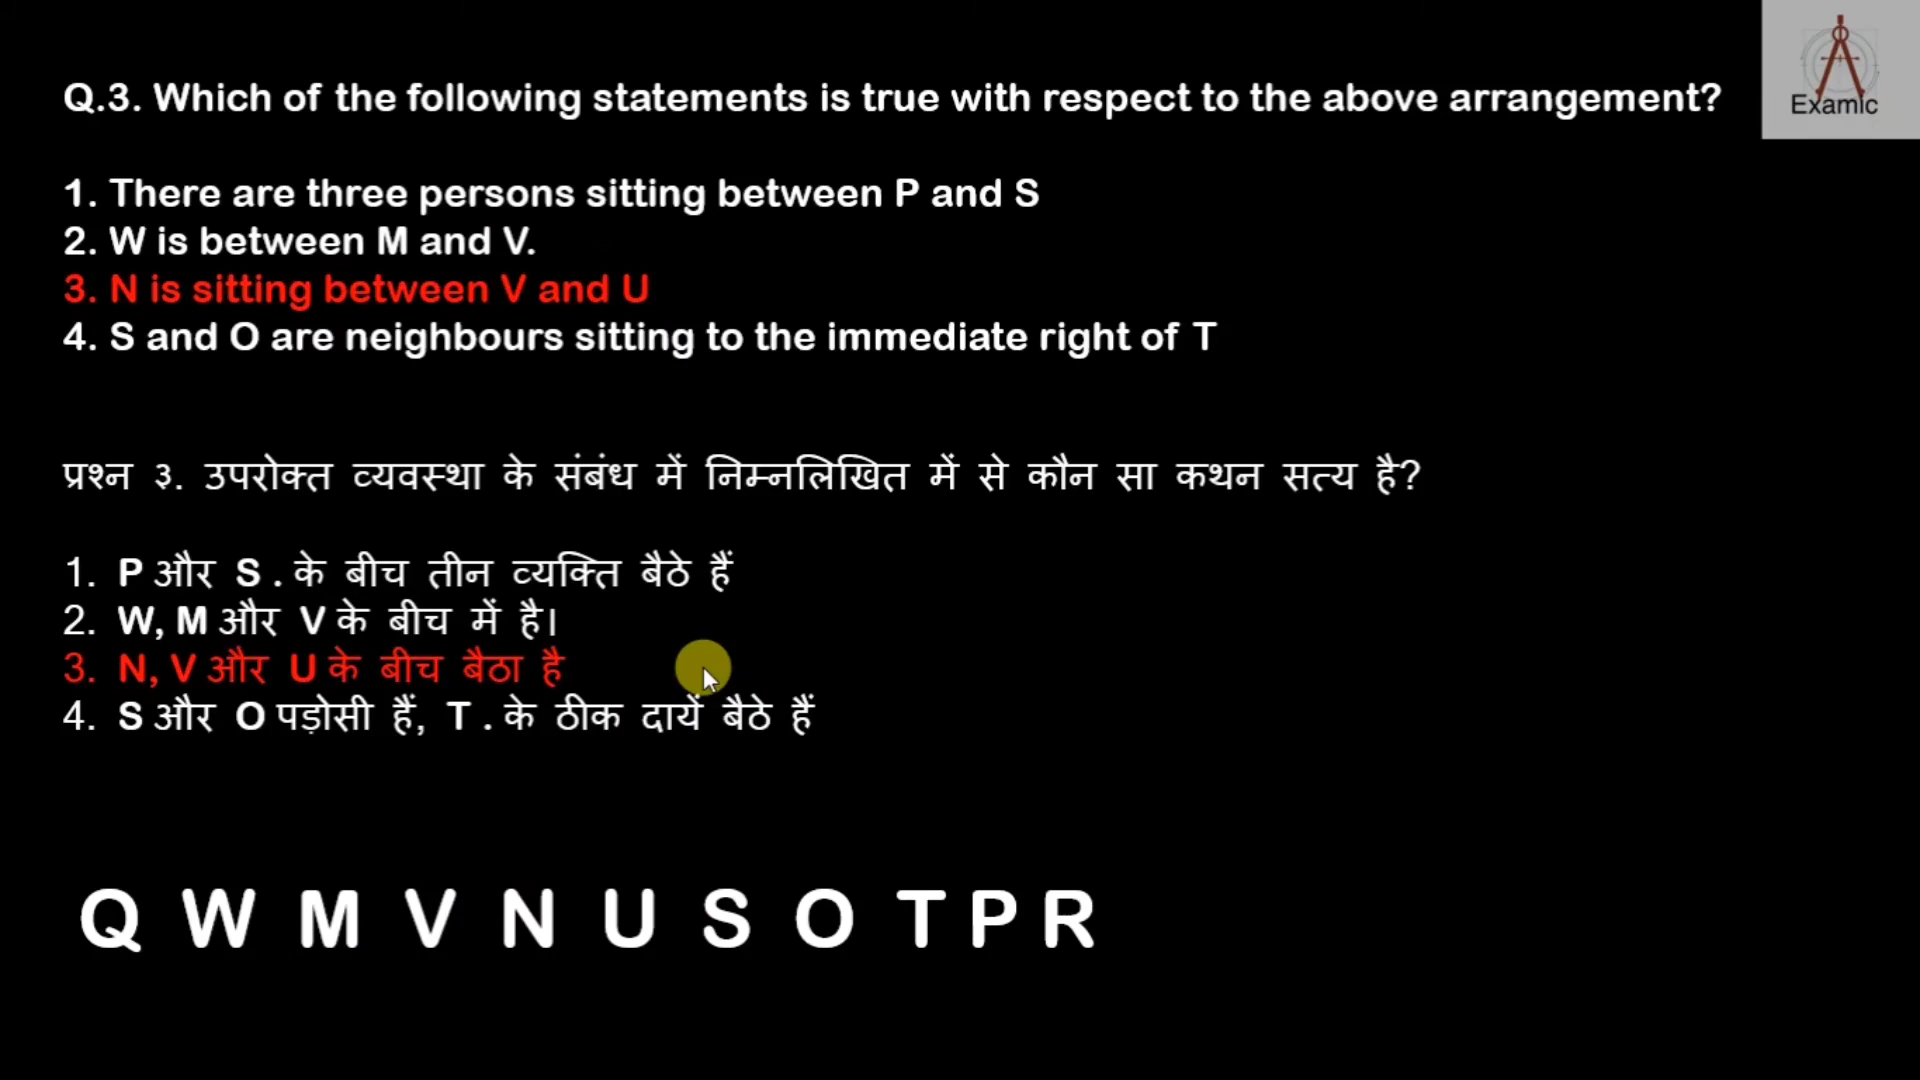 Examic
Q.3. Which of the following statements is true with respect to the above arrangement?
1. There are three persons sitting between P and S
2. W is between M and V.
3. N is sitting between V and U
4. S and O are neighbours sitting to the immediate right of T
प्रश्न ३. उपरोक्त व्यवस्था के संबंध में निम्नलिखित में से कौन सा कथन सत्य है?
1. P और S . के बीच तीन व्यक्ति बैठे हैं
2. W, M और V के बीच में है।
3. N, V और U के बीच बैठा है
4. S और O पड़ोसी हैं, T . के ठीक दायें बैठे हैं
Q W M V N U S O T P R